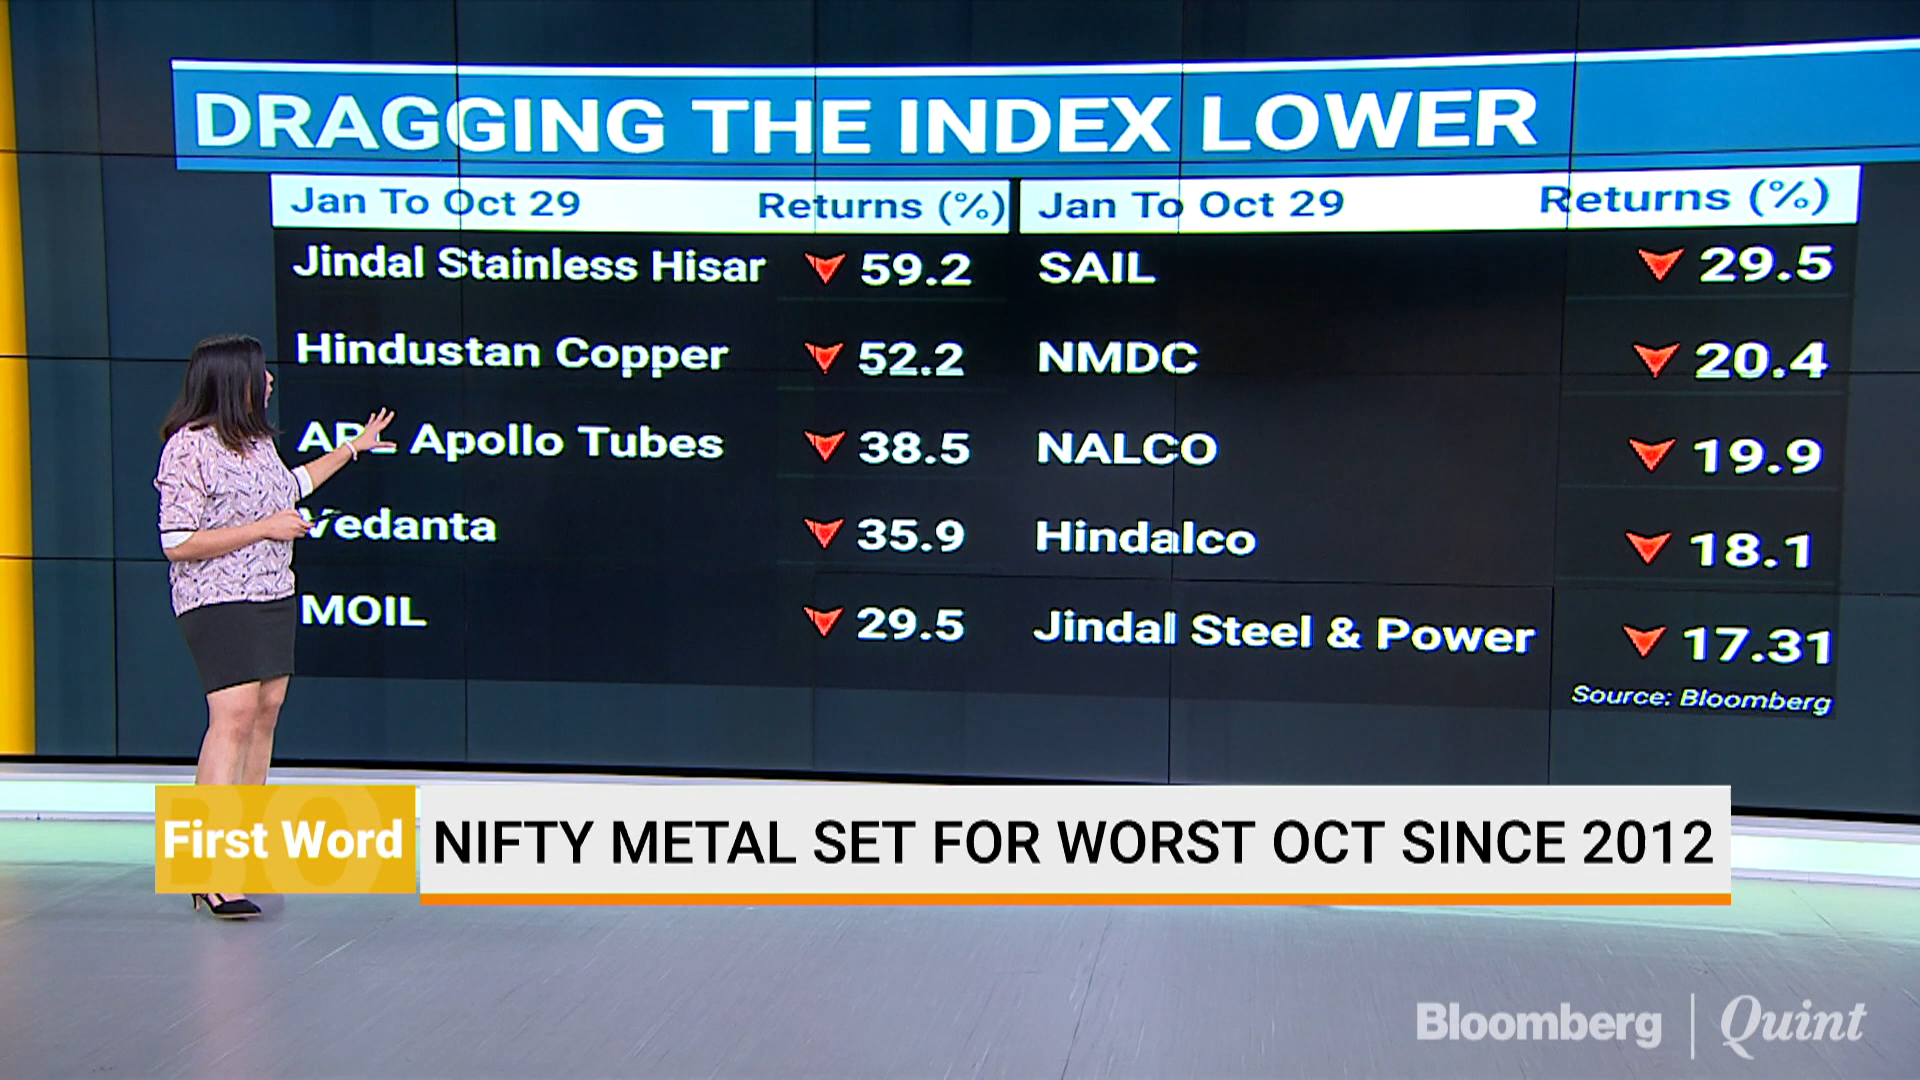 DRAGGING THE INDEX LOWER
Jan To Oct 29 Returns (%) Jan To Oct 29 Returns (%)
Jindal Stainless Hisar 59.2 SAIL 29.5
Hindustan Copper 52.2 NMDC 20.4
APL Apollo Tubes 38.5 NALCO 19.9
Vedanta 35.9 Hindalco 18.1
MOIL 29.5 Jindal Steel & Power 17.31
Source: Bloomberg
First Word NIFTY METAL SET FOR WORST OCT SINCE 2012
Bloomberg | Quint